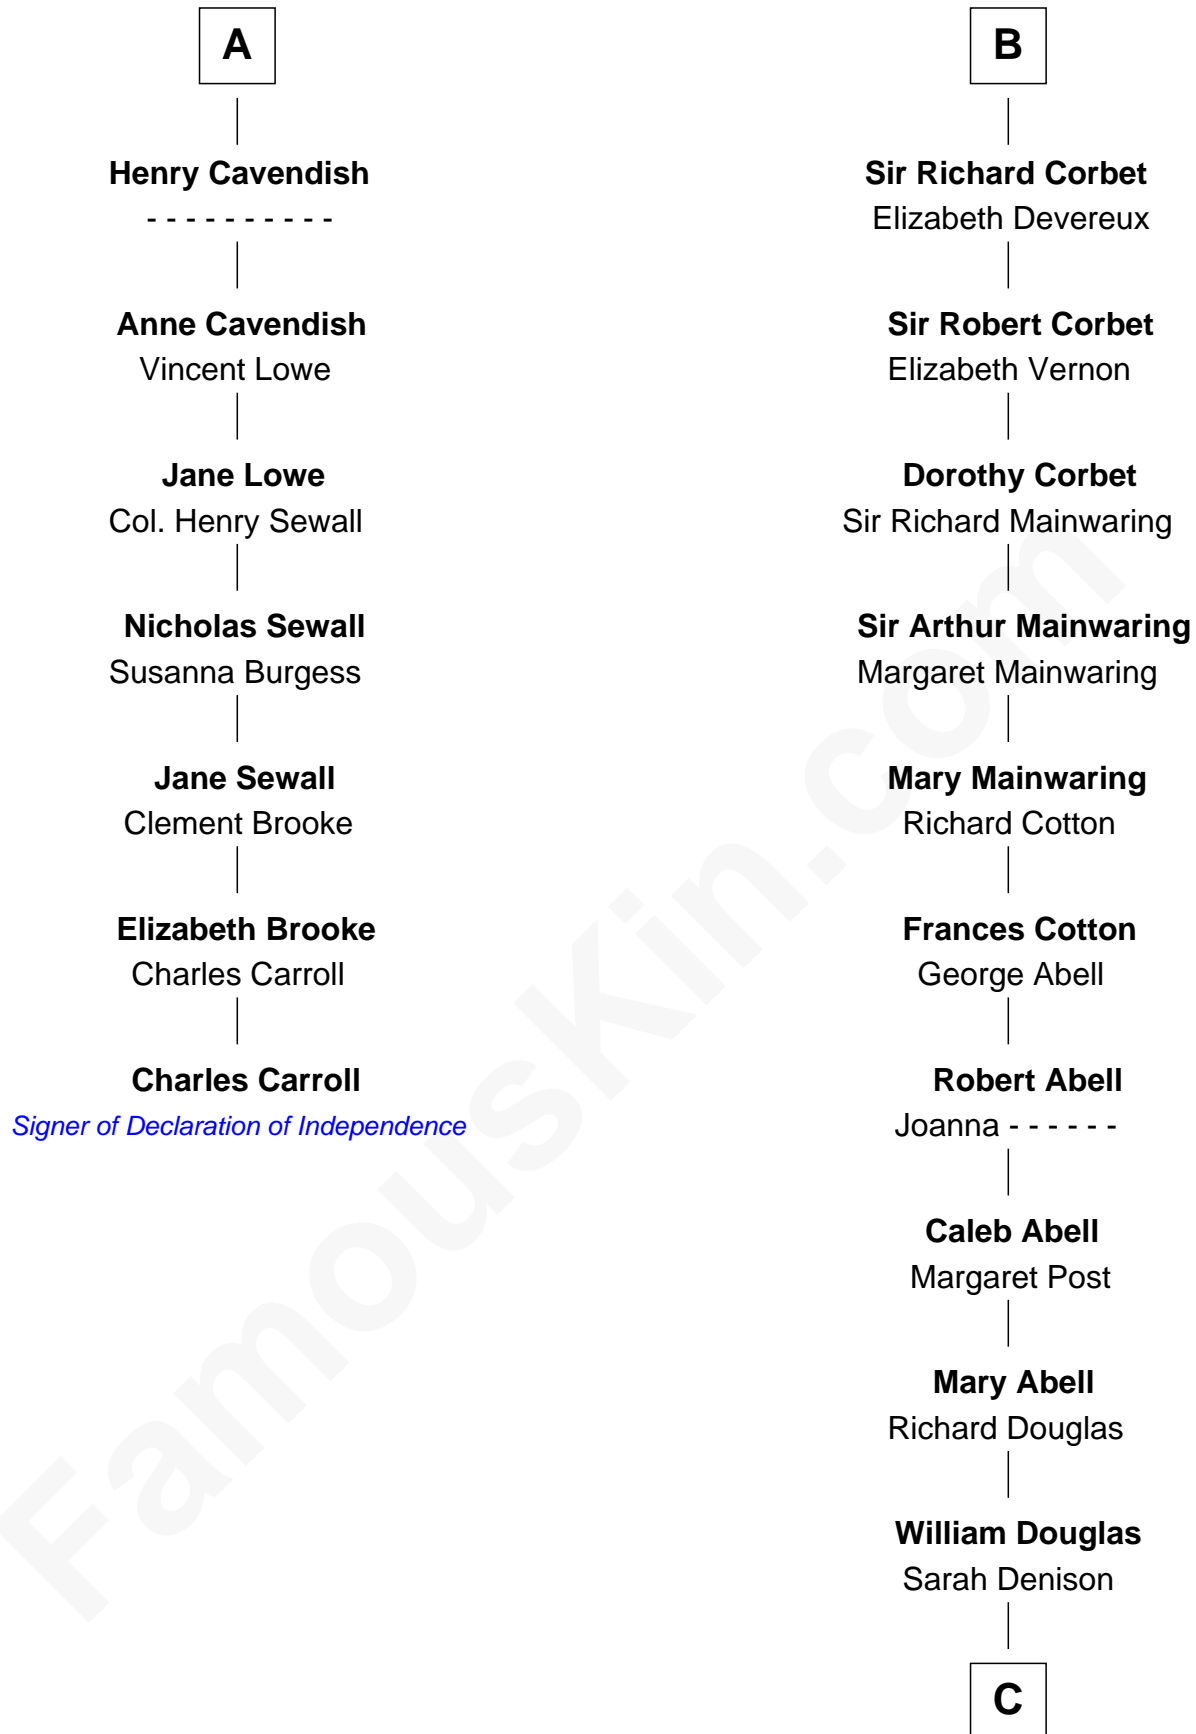 A
Henry Cavendish
- - - - - - - - - -
Anne Cavendish
Vincent Lowe
Jane Lowe
Col. Henry Sewall
Nicholas Sewall
Susanna Burgess
Jane Sewall
Clement Brooke
Elizabeth Brooke
Charles Carroll
Charles Carroll
Signer of Declaration of Independence
B
Sir Richard Corbet
Elizabeth Devereux
Sir Robert Corbet
Elizabeth Vernon
Dorothy Corbet
Sir Richard Mainwaring
Sir Arthur Mainwaring
Margaret Mainwaring
Mary Mainwaring
Richard Cotton
Frances Cotton
George Abell
Robert Abell
Joanna - - - - - -
Caleb Abell
Margaret Post
Mary Abell
Richard Douglas
William Douglas
Sarah Denison
C
FamousKin.com